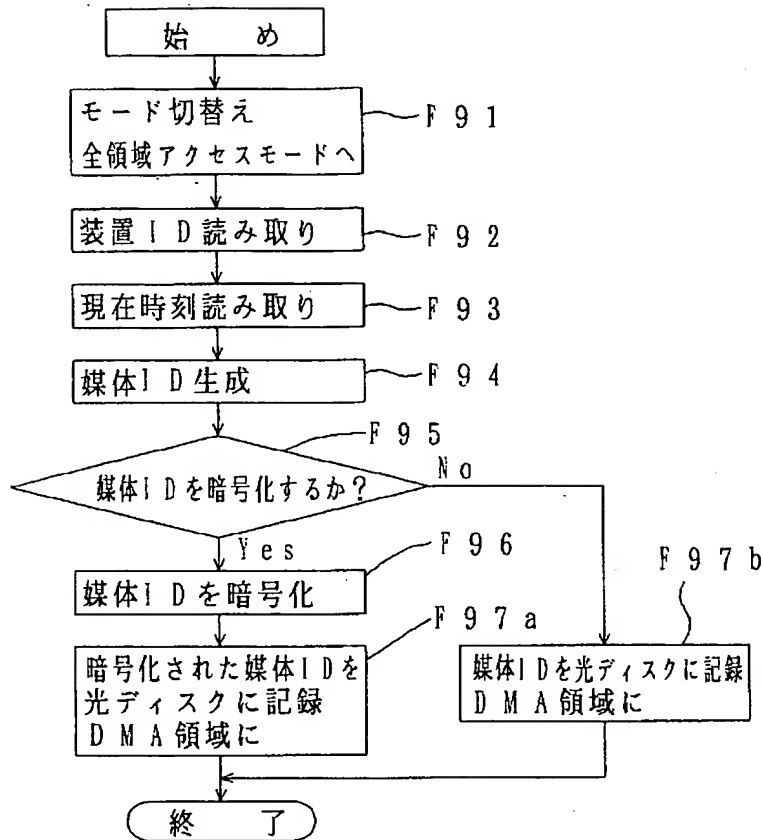 始 め
モード切替え
全領域アクセスモードへ
F91
装置ID読み取り
F92
現在時刻読み取り
F93
媒体ID生成
F94
F95
媒体IDを暗号化するか?
No
Yes
F96
媒体IDを暗号化
F97b
F97a
暗号化された媒体IDを
光ディスクに記録
DMA領域に
媒体IDを光ディスクに記録
DMA領域に
終 了